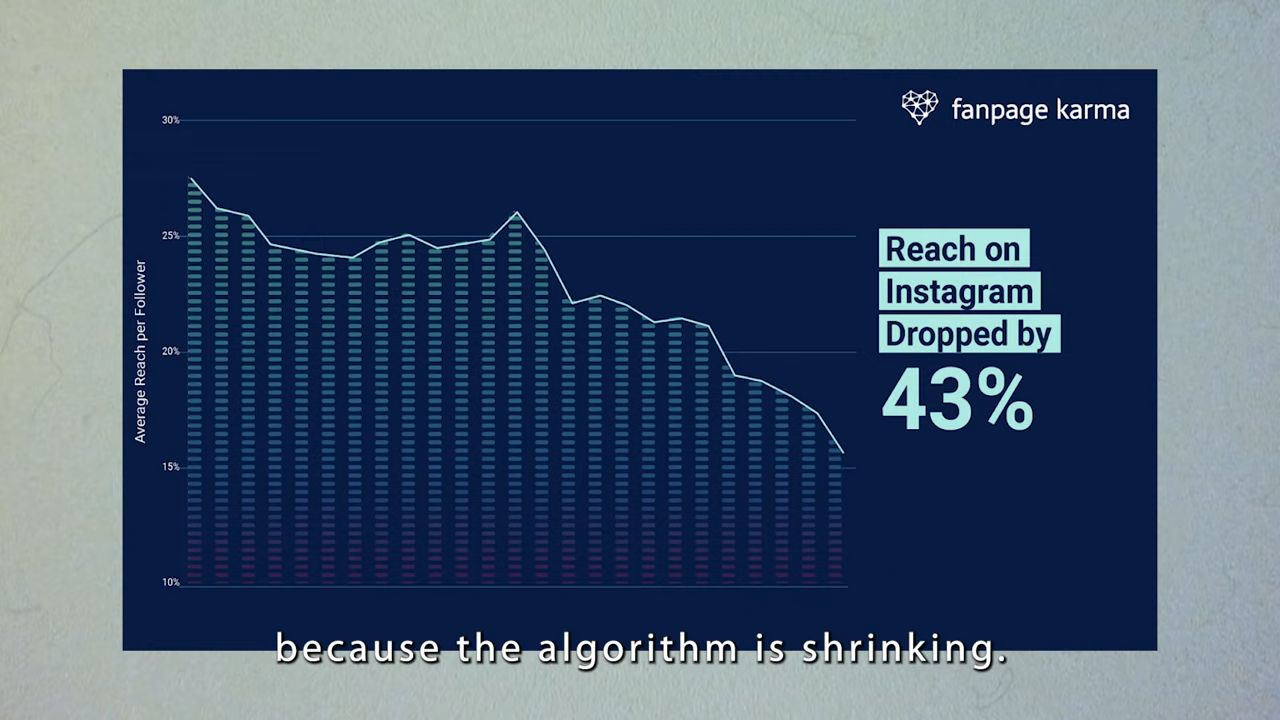 fanpage karma
30%
25%
20%
15%
10%
Average Reach per Follower
Reach on
Instagram
Dropped by
43%
because the algorithm is shrinking.